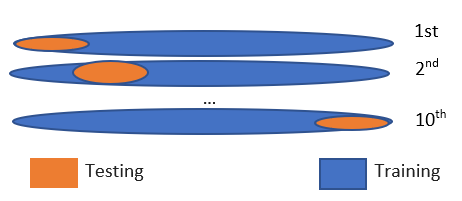 1st
2nd
...
10th
Testing
Training